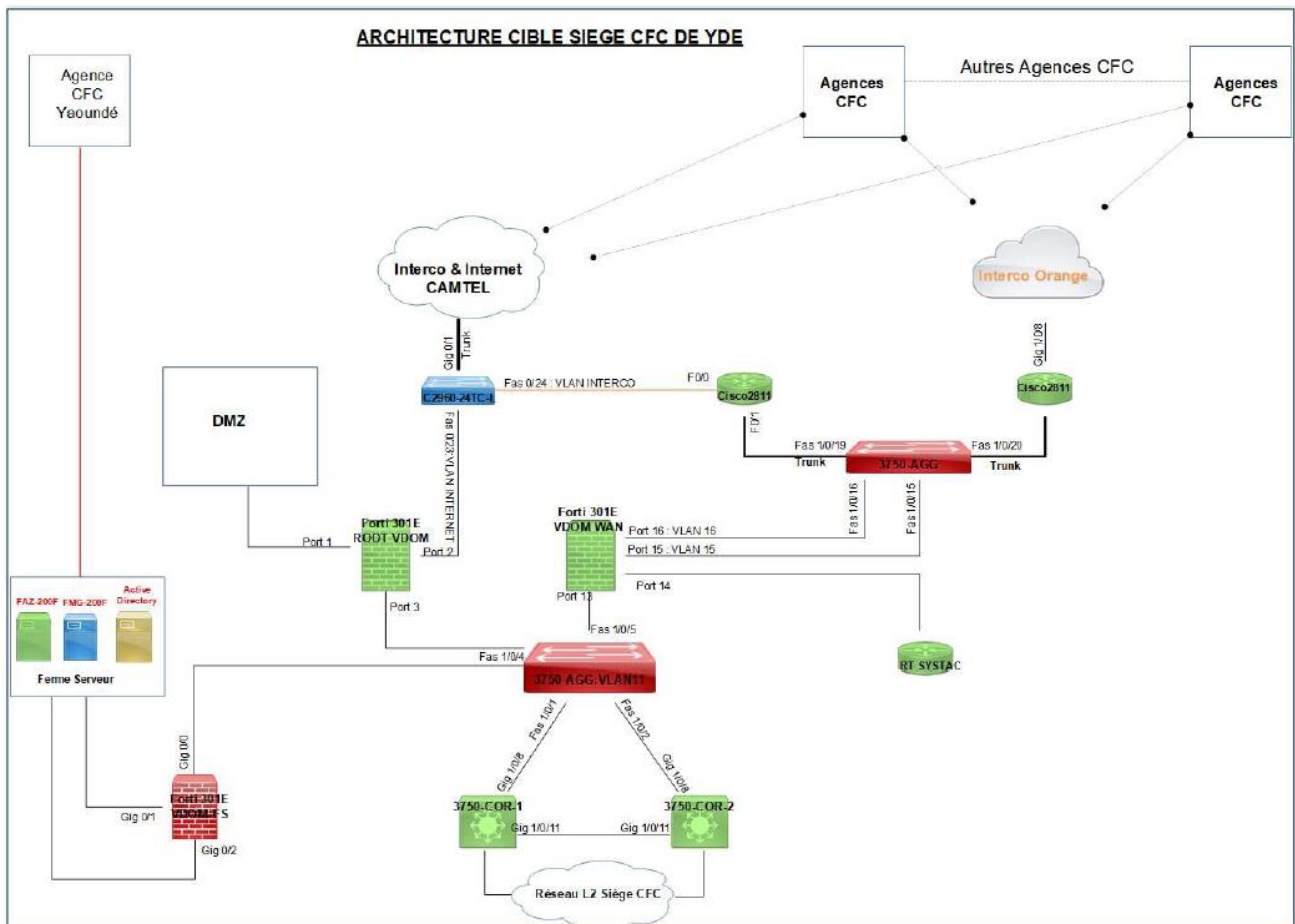 ARCHITECTURE CIBLE SIEGE CFC DE YDE
Agence
CFC
Yaoundé
Agences
CFC
Autres Agences CFC
Agences
CFC
Interco & Internet
CAMTEL
Interco Orange
Gig 0/1
Trunk
Gig 1/0/8
C2960-24TC-L
Fas 0/24 : VLAN INTERCO
F0/0
Cisco2811
Cisco2811
DMZ
Fas 0/23:VLAN INTERNET
F0/1
Fas 1/0/19
Trunk
3750-AGG
Fas 1/0/20
Trunk
Fas 1/0/16
Fas 1/0/15
Forti 301E
ROOT-VDOM
Port 1
Port 2
Port 3
Forti 301E
VDOM WAN
Port 16 : VLAN 16
Port 15 : VLAN 15
Port 14
Port 13
Fas 1/0/5
FAZ-200F
FMG-200F
Active
Directory
Ferme Serveur
Fas 1/0/4
3750-AGG:VLAN11
RT SYSTAC
Fas 1/0/1
Fas 1/0/2
Gig 0/0
Gig 1/0/8
Gig 1/0/8
Forti 301E
VDOM-FS
Gig 0/1
Gig 0/2
3750-COR-1
3750-COR-2
Gig 1/0/11
Gig 1/0/11
Réseau L2 Siège CFC